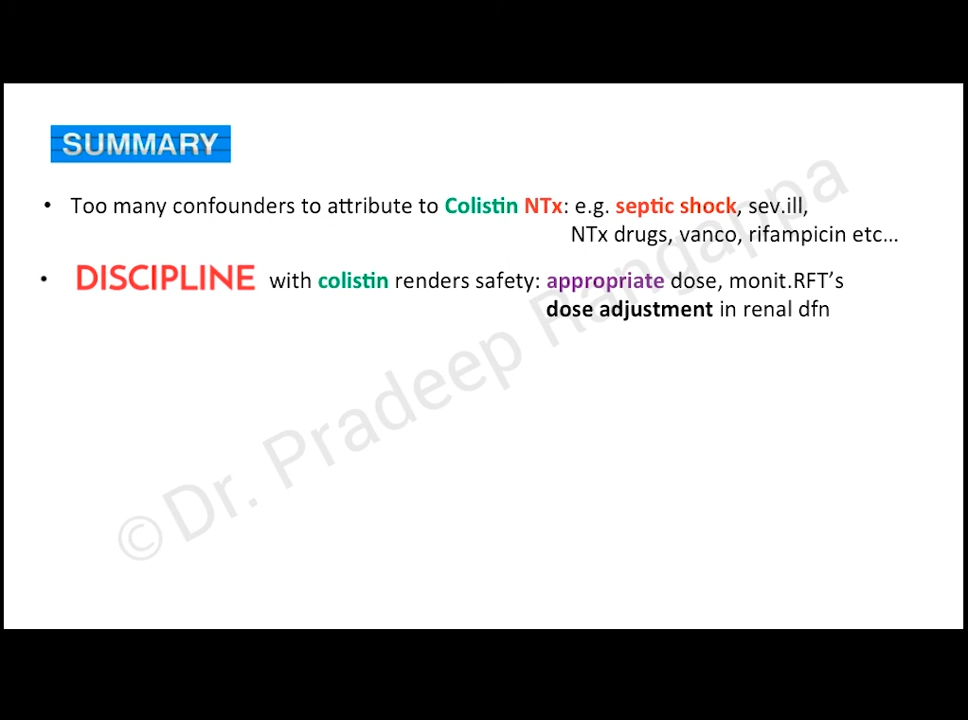 SUMMARY
• Too many confounders to attribute to Colistin NTx: e.g. septic shock, sev.ill,
NTx drugs, vanco, rifampicin etc...
• DISCIPLINE with colistin renders safety: appropriate dose, monit.RFT’s
dose adjustment in renal dfn
©Dr. Pradeep Rangappa